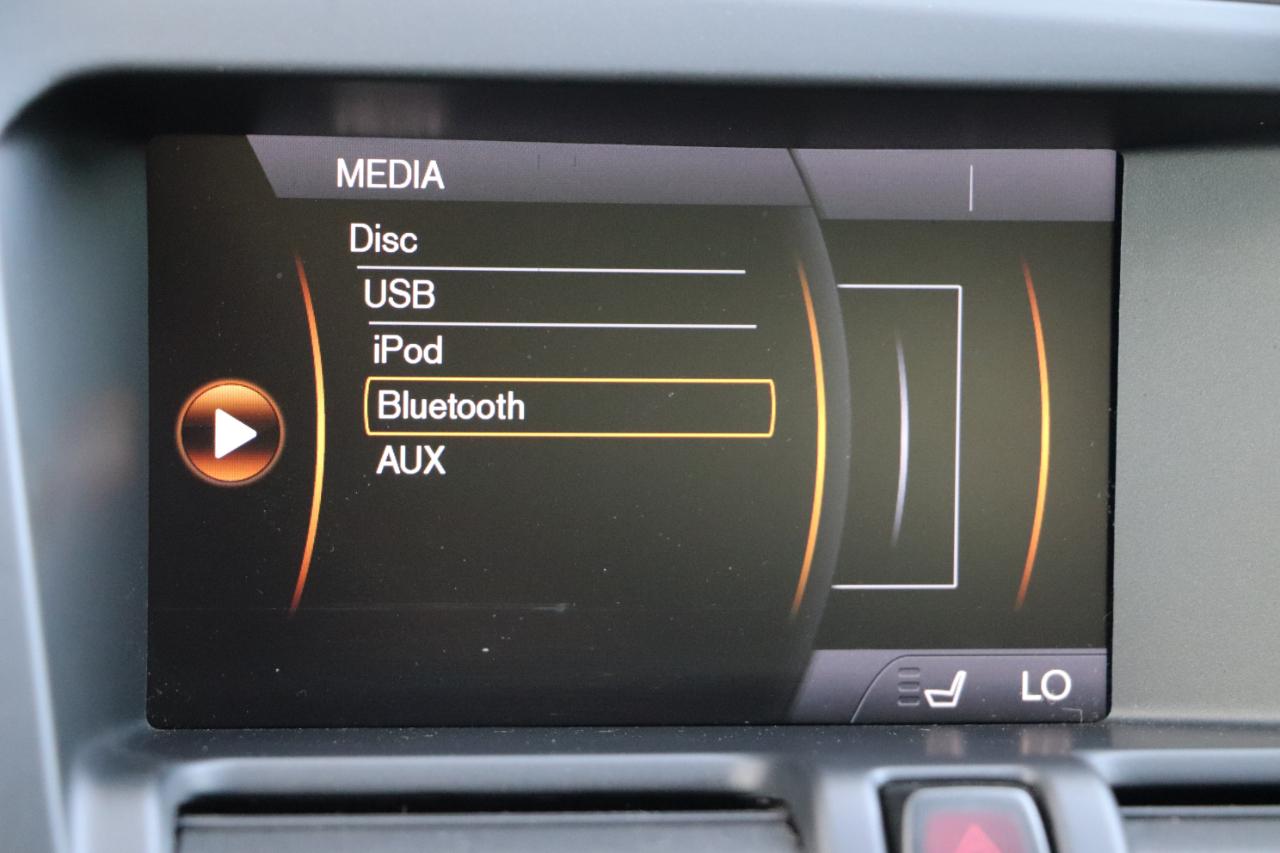 MEDIA
Disc
USB
iPod
Bluetooth
AUX
LO